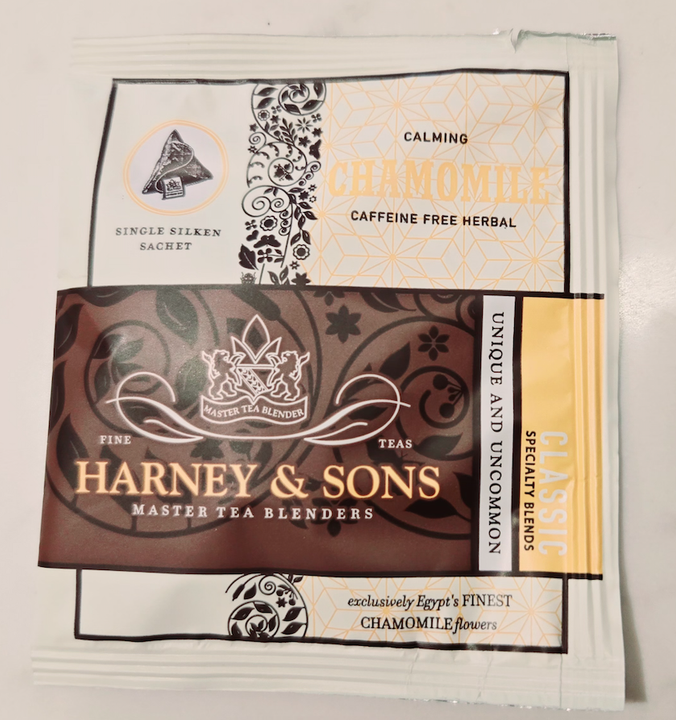 CALMING
CHAMOMILE
CAFFEINE FREE HERBAL
SINGLE SILKEN
SACHET
MASTER TEA BLENDER
FINE
TEAS
HARNEY & SONS
MASTER TEA BLENDERS
UNIQUE AND UNCOMMON
CLASSIC
SPECIALTY BLENDS
exclusively Egypt's FINEST
CHAMOMILE flowers